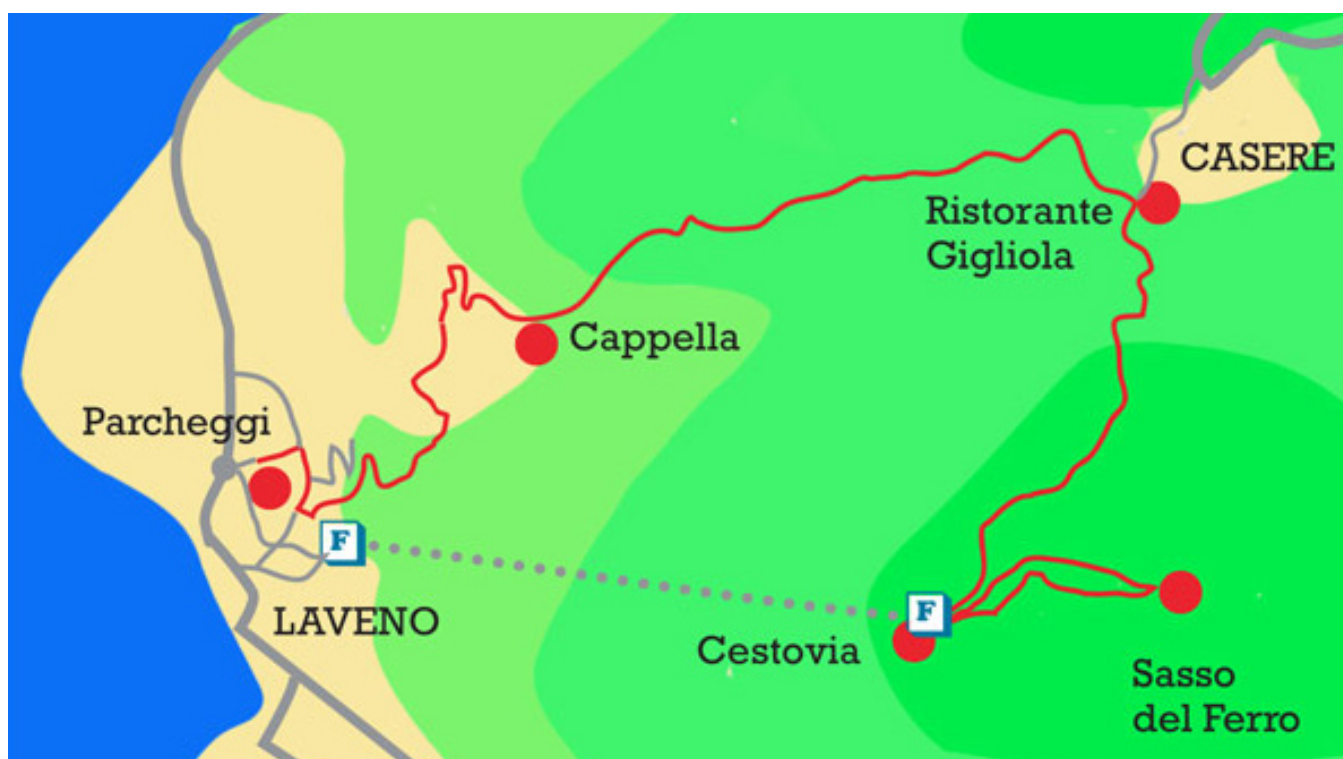 CASERE
Ristorante
Gigliola
Cappella
Parcheggi
F
LAVENO
F
Cestovia
Sasso
del Ferro